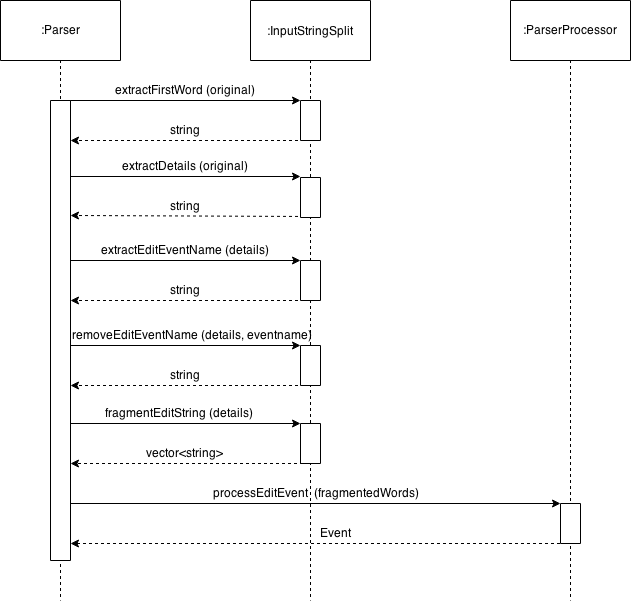 :Parser
:InputStringSplit
:ParserProcessor
extractFirstWord (original)
string
extractDetails (original)
string
extractEditEventName (details)
string
removeEditEventName (details, eventname)
string
fragmentEditString (details)
vector<string>
processEditEvent (fragmentedWords)
Event